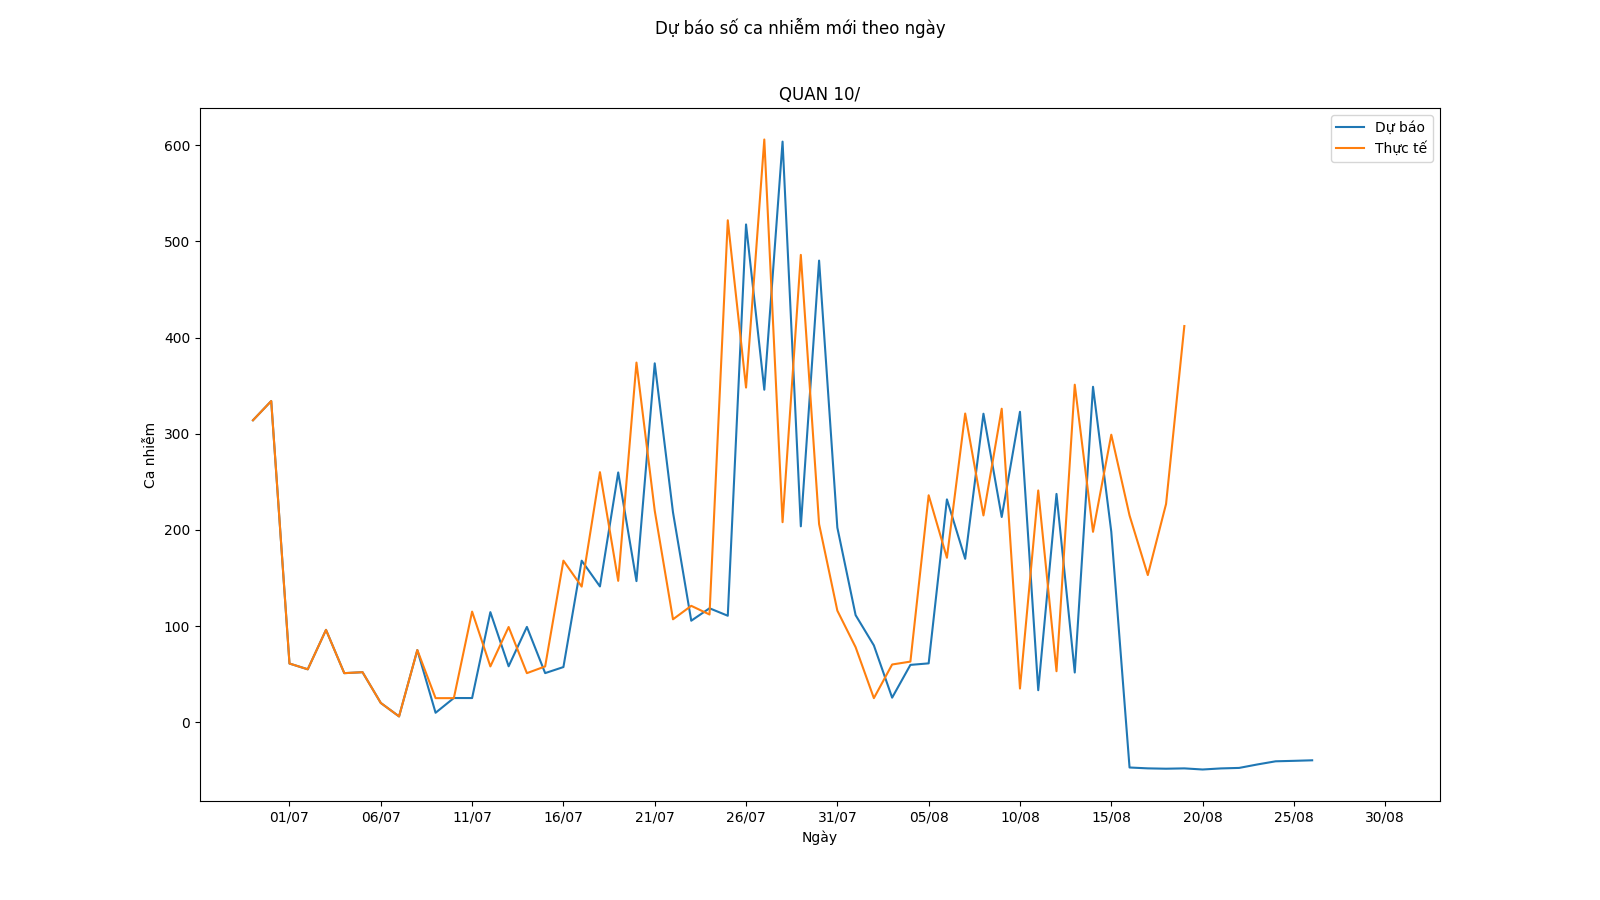 Dự báo số ca nhiễm mới theo ngày
QUAN 10/
Dự báo
Thực tế
600
500
400
300
200
100
0
Ca nhiễm
01/07 06/07 11/07 16/07 21/07 26/07 31/07 05/08 10/08 15/08 20/08 25/08 30/08
Ngày